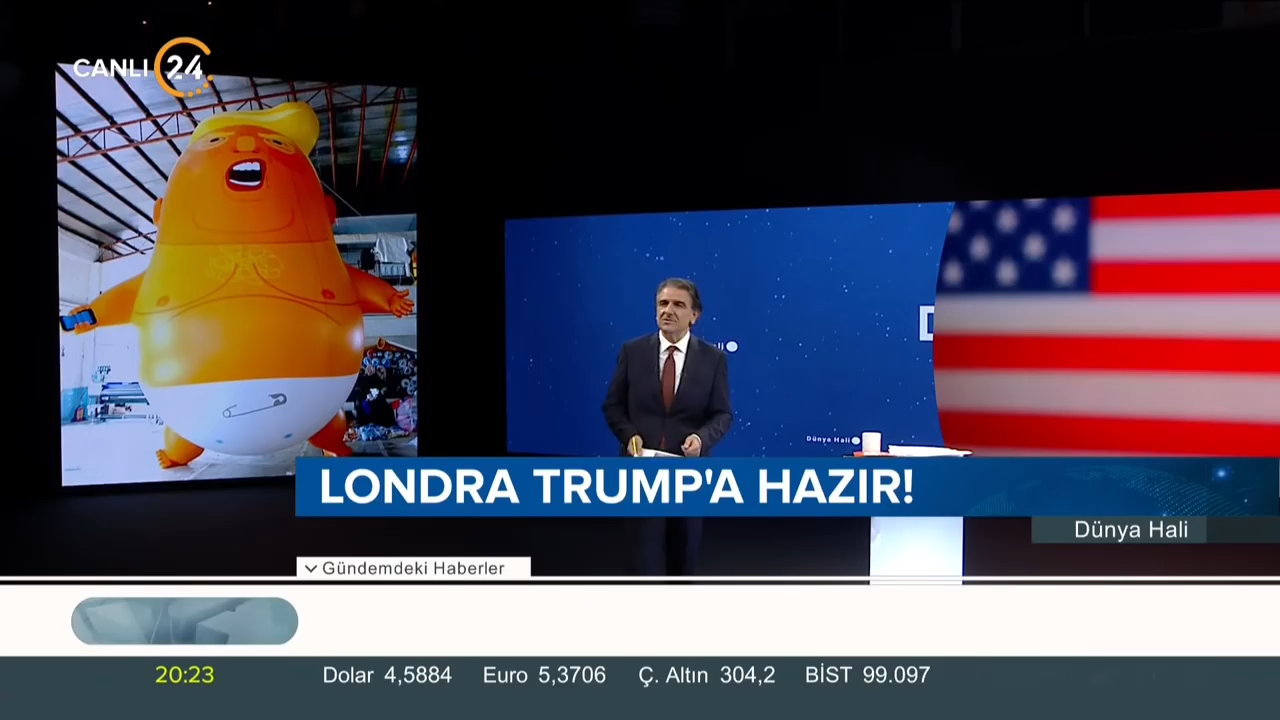 CANLI 24
Dünya Hali
LONDRA TRUMP'A HAZIR!
Dünya Hali
Gündemdeki Haberler
20:23 Dolar 4,5884 Euro 5,3706 Ç. Altın 304,2 BİST 99.097